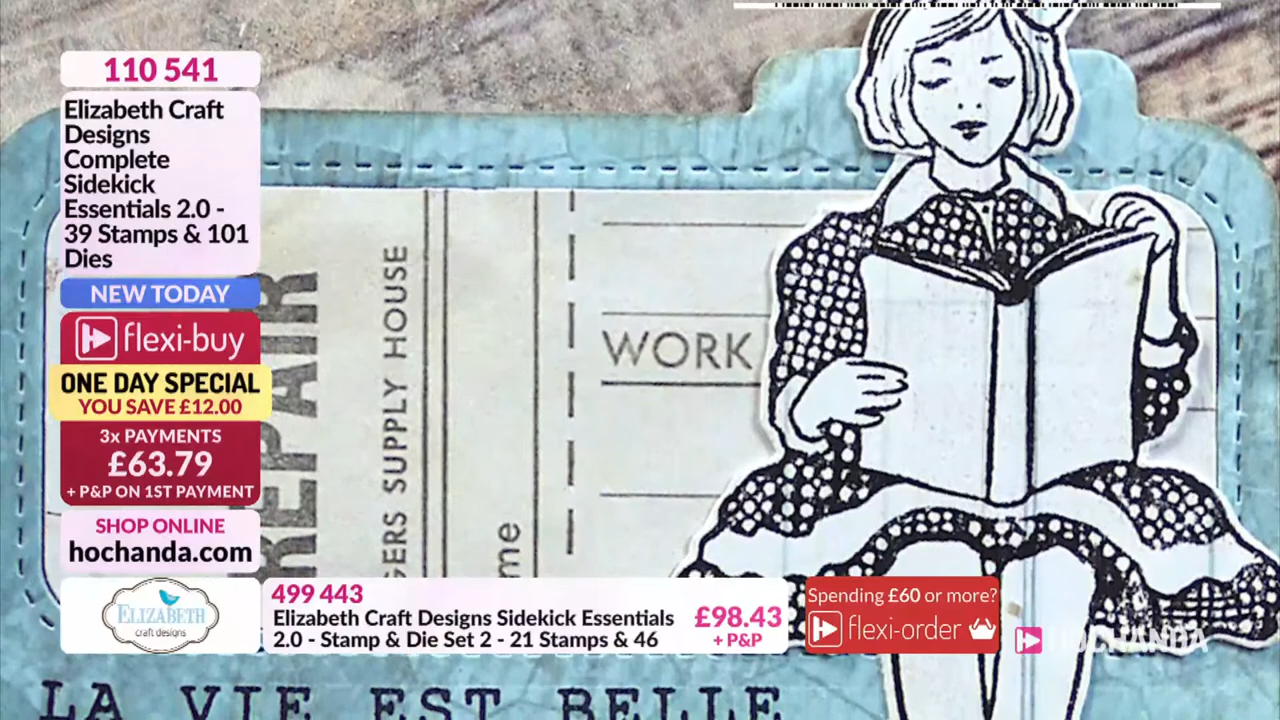 110 541
Elizabeth Craft
Designs
Complete
Sidekick
Essentials 2.0 -
39 Stamps & 101
Dies
NEW TODAY
flexi-buy
ONE DAY SPECIAL
YOU SAVE £12.00
3x PAYMENTS
£63.79
+ P&P ON 1ST PAYMENT
SHOP ONLINE
hochanda.com
REPAIR
GERS SUPPLY HOUSE
me
WORK
ELIZABETH
craft designs
499 443
Elizabeth Craft Designs Sidekick Essentials
2.0 - Stamp & Die Set 2 - 21 Stamps & 46
£98.43
+ P&P
Spending £60 or more?
flexi-order
HOCHANDA
LA VIE EST BELLE